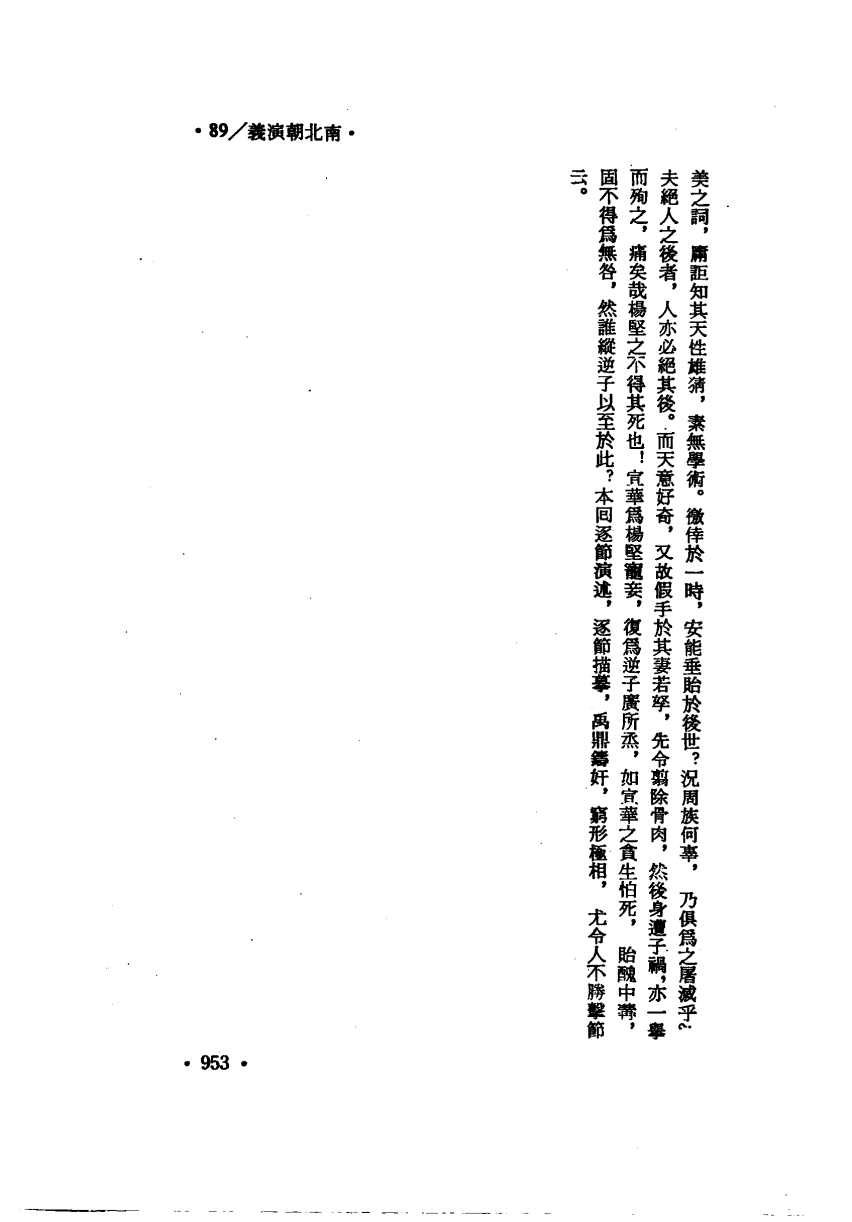 ·89／義演朝北南·
美之詞，庸詎知其天性雄猜，素無學術。徼倖於一時，安能垂貽於後世？況周族何辜，乃俱爲之屠滅乎？
夫絕人之後者，人亦必絕其後。而天意好奇，又故假手於其妻若孥，先令翦除骨肉，然後身遭子禍，亦一舉
而殉之，痛矣哉楊堅之不得其死也！宣華爲楊堅寵妾，復爲逆子廣所烝，如宣華之貪生怕死，貽醜中冓，
固不得爲無咎，然誰縱逆子以至於此？本回逐節演述，逐節描摹，禹鼎鑄奸，窮形極相，尤令人不勝擊節
云。
·953·